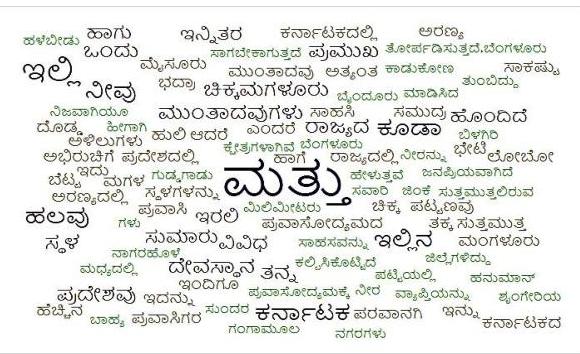 ಹಳೆಬೀಡು ಹಾಗು ಇನ್ನಿತರ ಕರ್ನಾಟಕದಲ್ಲಿ ಅರಣ್ಯ
ಒಂದು ಸಾಗಬೇಕಾಗುತ್ತದೆ ಪ್ರಮುಖ ತೋರ್ಪಡಿಸುತ್ತದೆ.ಬೆಂಗಳೂರು
ಇಲ್ಲಿ ಮೈಸೂರು ಮುಂತಾದವು ಅತ್ಯಂತ ಕಾಡುಕೋಣ ಸಾಕಷ್ಟು
ನೀವು ಭದ್ರಾ ಚಿಕ್ಕಮಗಳೂರು ಬೈಂದೂರು ಮಾಡಿಸಿದ ತುಂಬಿದ್ದು
ನಿಜವಾಗಿಯೂ ಮುಂತಾದವುಗಳು ಸಾಹಸಿ ಸಮುದ್ರ ಹೊಂದಿದೆ
ದೊಡ್ಡ ಹೀಗಾಗಿ ಹುಲಿ ಆದರೆ ಎಂದರೆ ರಾಜ್ಯದ ಕೂಡಾ ಬಿಳಗಿರಿ
ಅಳಿಲುಗಳು ಕ್ಷೇತ್ರಗಳಾಗಿವೆ ಬೆಂಗಳೂರು ಭೇಟಿ
ಅಭಿರುಚಿಗೆ ಪ್ರದೇಶದಲ್ಲಿ ಹಾಗೆ ರಾಜ್ಯದಲ್ಲಿ ನೀರನ್ನು ಲೋಬೋ
ಬೆಟ್ಟ ಇದು ಮಗಳ ಗುಡ್ಡಗಾಡು ಮತ್ತು ಹೇಳುತ್ತವೆ ಜನಪ್ರಿಯವಾಗಿದೆ
ಅರಣ್ಯದಲ್ಲಿ ಸ್ಥಳಗಳನ್ನು ಸವಾರಿ ಜಿಂಕೆ ಸುತ್ತಮುತ್ತಲಿರುವ
ಹಲವು ಪ್ರವಾಸಿ ಇರಲಿ ಮಿಲಿಮೀಟರು ಚಿಕ್ಕ ಪಟ್ಟಣವು
ಗಳು ಪ್ರವಾಸೋದ್ಯಮದ ತಕ್ಕ ಸುತ್ತಮುತ್ತ
ಸ್ಥಳ ಸುಮಾರು ವಿವಿಧ ಸಾಹಸವನ್ನು ಇಲ್ಲಿನ ಮಂಗಳೂರು
ನಾಗರಹೊಳೆ ಕಲ್ಪಿಸಿಕೊಟ್ಟಿದೆ ಜಿಲ್ಲೆಗಳಿದ್ದು
ಮಧ್ಯದಲ್ಲಿ ದೇವಸ್ಥಾನ ತನ್ನ ಪಟ್ಟಿಯಲ್ಲಿ ಹನುಮಾನ್
ಇಂದಿಗೂ
ಪ್ರದೇಶವು ಇದನ್ನು ಪ್ರವಾಸೋದ್ಯಮಕ್ಕೆ ನೀರ ವ್ಯಾಪ್ತಿಯನ್ನು ಶೃಂಗೇರಿಯ
ಹೆಚ್ಚಿನ ಬಾಹ್ಯ ಪ್ರವಾಸಿಗರ ಸುಂದರ ಕರ್ನಾಟಕ ಪರವಾನಗಿ ಇನ್ನು ಕರ್ನಾಟಕದ
ಗಂಗಾಮೂಲ ನಗರಗಳು